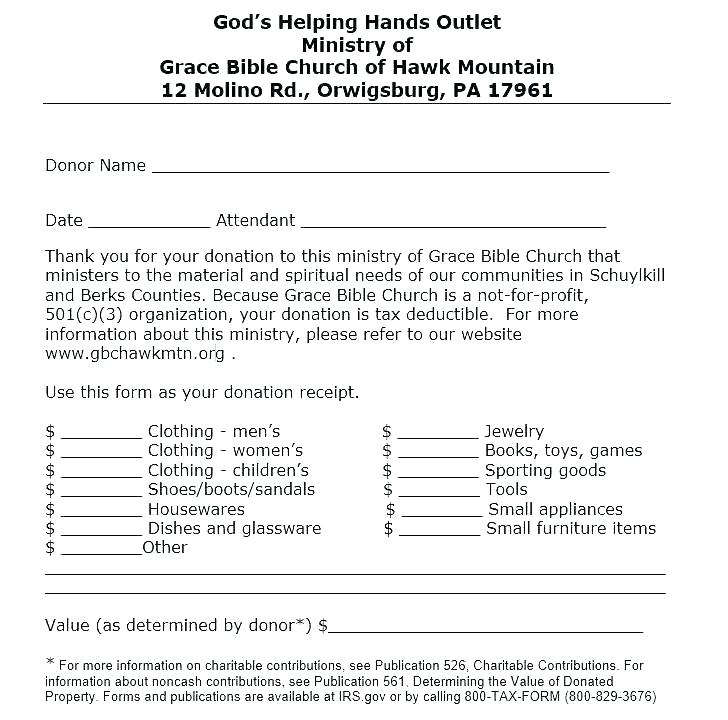 God's Helping Hands Outlet
Ministry of
Grace Bible Church of Hawk Mountain
12 Molino Rd., Orwigsburg, PA 17961
Donor Name ____________________
Date __________ Attendant ____________________
Thank you for your donation to this ministry of Grace Bible Church that
ministers to the material and spiritual needs of our communities in Schuylkill
and Berks Counties. Because Grace Bible Church is a not-for-profit,
501(c)(3) organization, your donation is tax deductible.  For more
information about this ministry, please refer to our website
www.gbchawkmtn.org .
Use this form as your donation receipt.
$ ________ Clothing - men's $ ________ Jewelry
$ ________ Clothing - women's $ ________ Books, toys, games
$ ________ Clothing - children's $ ________ Sporting goods
$ ________ Shoes/boots/sandals $ ________ Tools
$ ________ Housewares $ ________ Small appliances
$ ________ Dishes and glassware $ ________ Small furniture items
$ ________Other
Value (as determined by donor*) $____________________
* For more information on charitable contributions, see Publication 526, Charitable Contributions. For
information about noncash contributions, see Publication 561. Determining the Value of Donated
Property. Forms and publications are available at IRS.gov or by calling 800-TAX-FORM (800-829-3676)